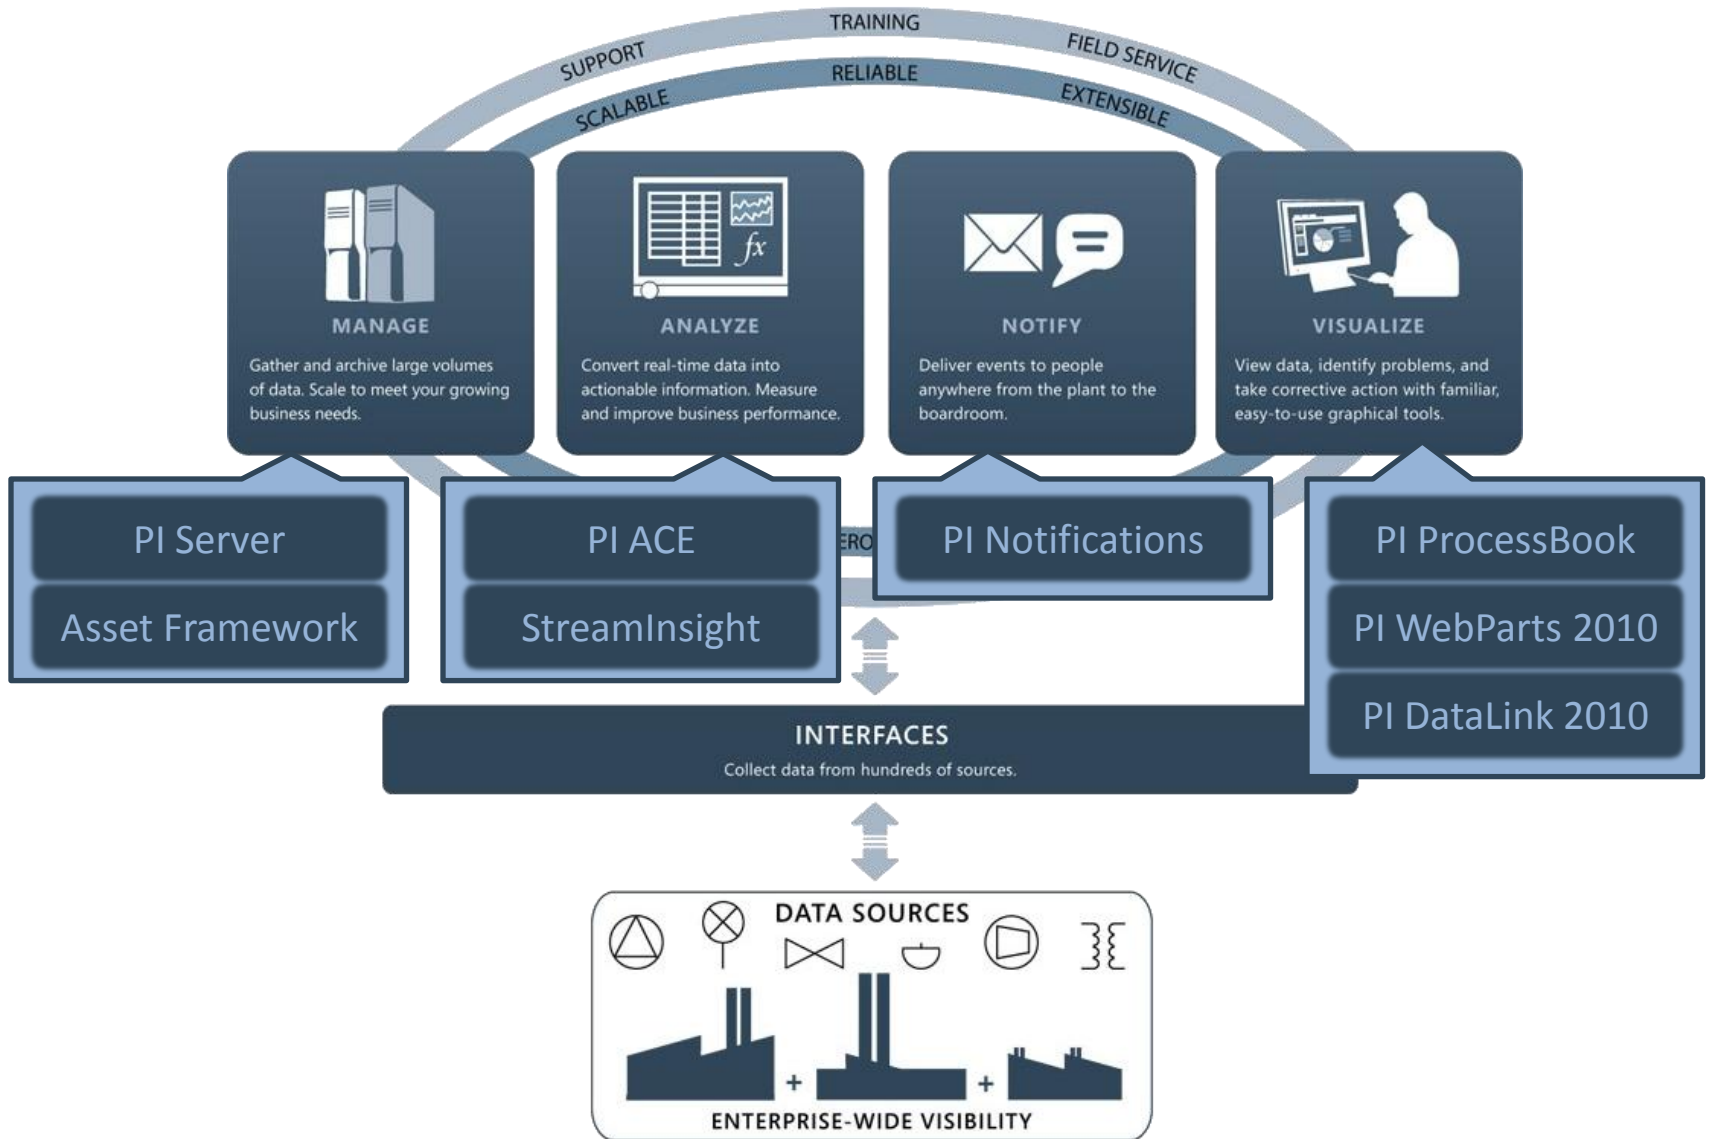 TRAINING
SUPPORT
FIELD SERVICE
RELIABLE
SCALABLE
EXTENSIBLE
MANAGE
Gather and archive large volumes
of data. Scale to meet your growing
business needs.
ANALYZE
fx
Convert real-time data into
actionable information. Measure
and improve business performance.
NOTIFY
Deliver events to people
anywhere from the plant to the
boardroom.
VISUALIZE
View data, identify problems, and
take corrective action with familiar,
easy-to-use graphical tools.
PI Server
Asset Framework
PI ACE
StreamInsight
ERO
PI Notifications
PI ProcessBook
PI WebParts 2010
PI DataLink 2010
INTERFACES
Collect data from hundreds of sources.
DATA SOURCES
+ +
ENTERPRISE-WIDE VISIBILITY